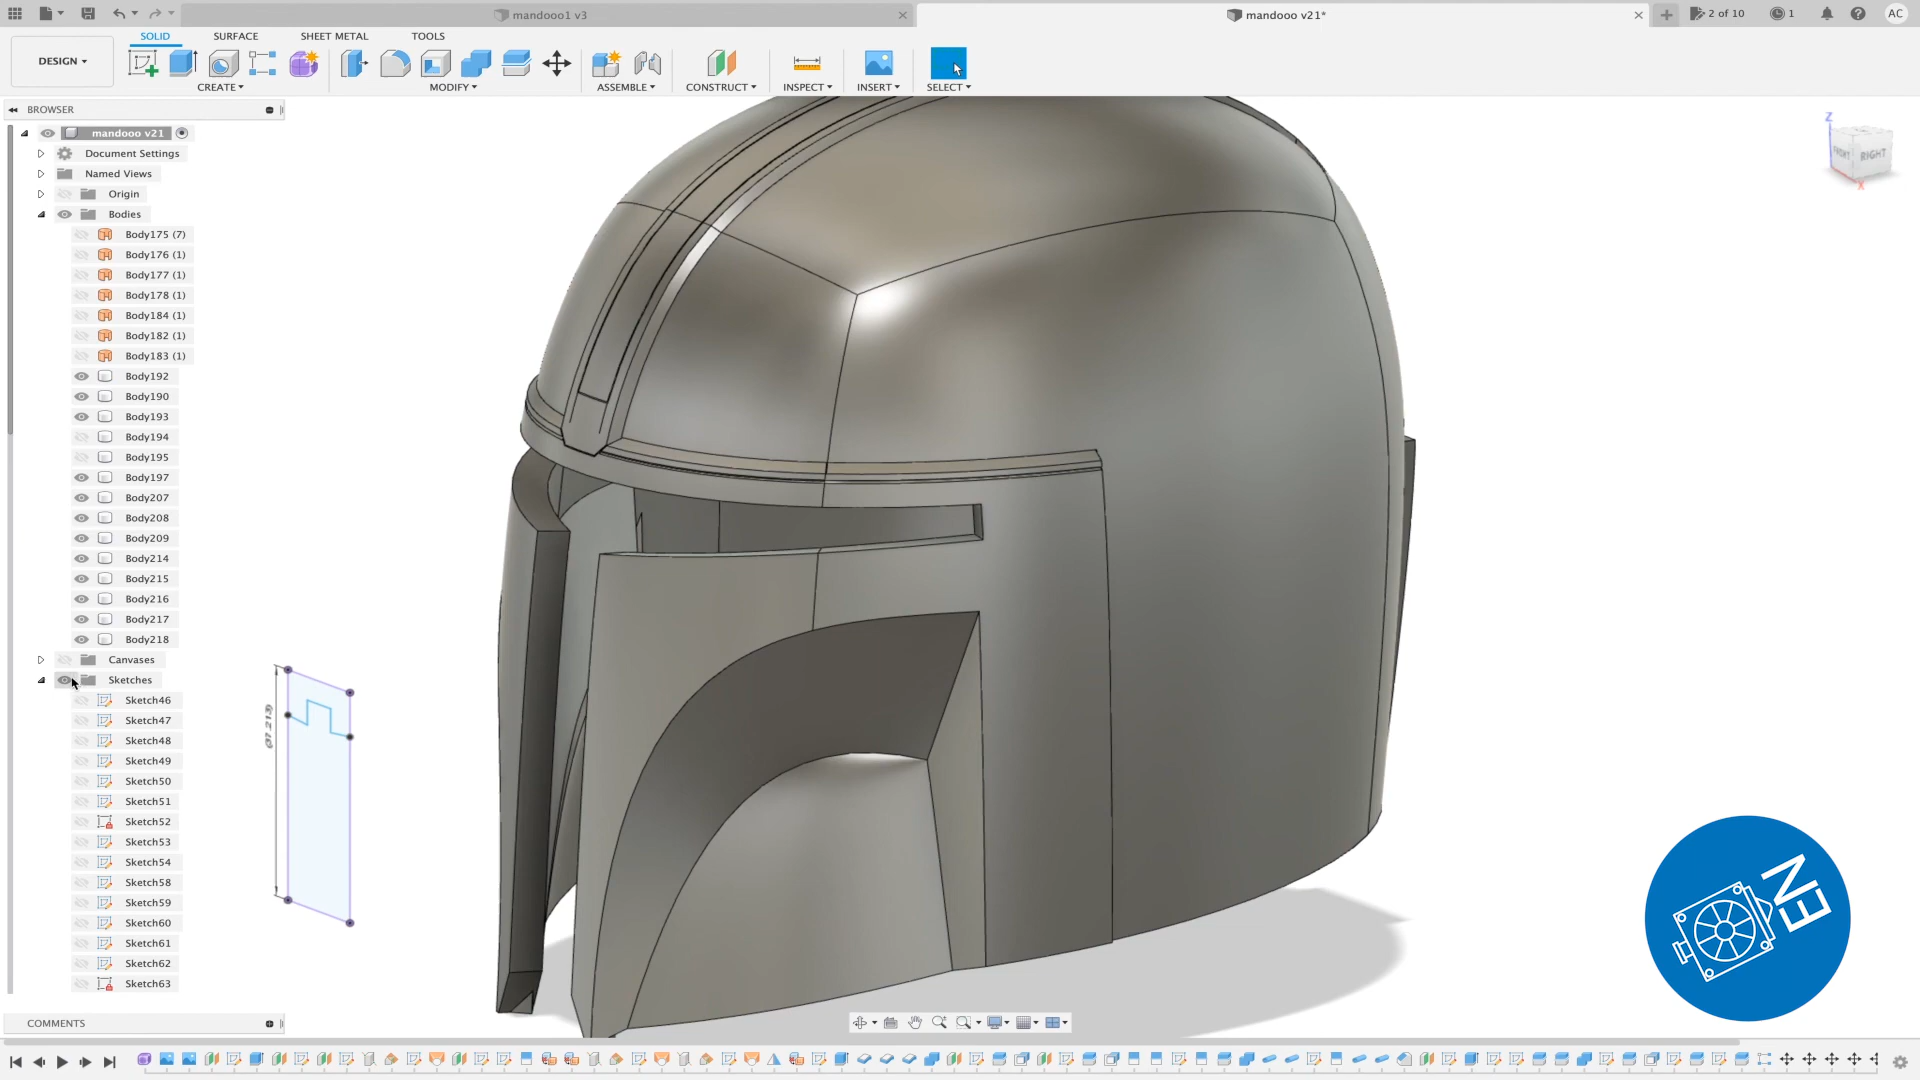 mandooo1 v3
mandooo v21*
2 of 10
1
AC
DESIGN
SOLID
SURFACE
SHEET METAL
TOOLS
CREATE
MODIFY
ASSEMBLE
CONSTRUCT
INSPECT
INSERT
SELECT
BROWSER
mandooo v21
Document Settings
Named Views
Origin
Bodies
Body175 (7)
Body176 (1)
Body177 (1)
Body178 (1)
Body184 (1)
Body182 (1)
Body183 (1)
Body192
Body190
Body193
Body194
Body195
Body197
Body207
Body208
Body209
Body214
Body215
Body216
Body217
Body218
Canvases
Sketches
Sketch46
Sketch47
Sketch48
Sketch49
Sketch50
Sketch51
Sketch52
Sketch53
Sketch54
Sketch58
Sketch59
Sketch60
Sketch61
Sketch62
Sketch63
Z
FRONT
RIGHT
X
EN
COMMENTS